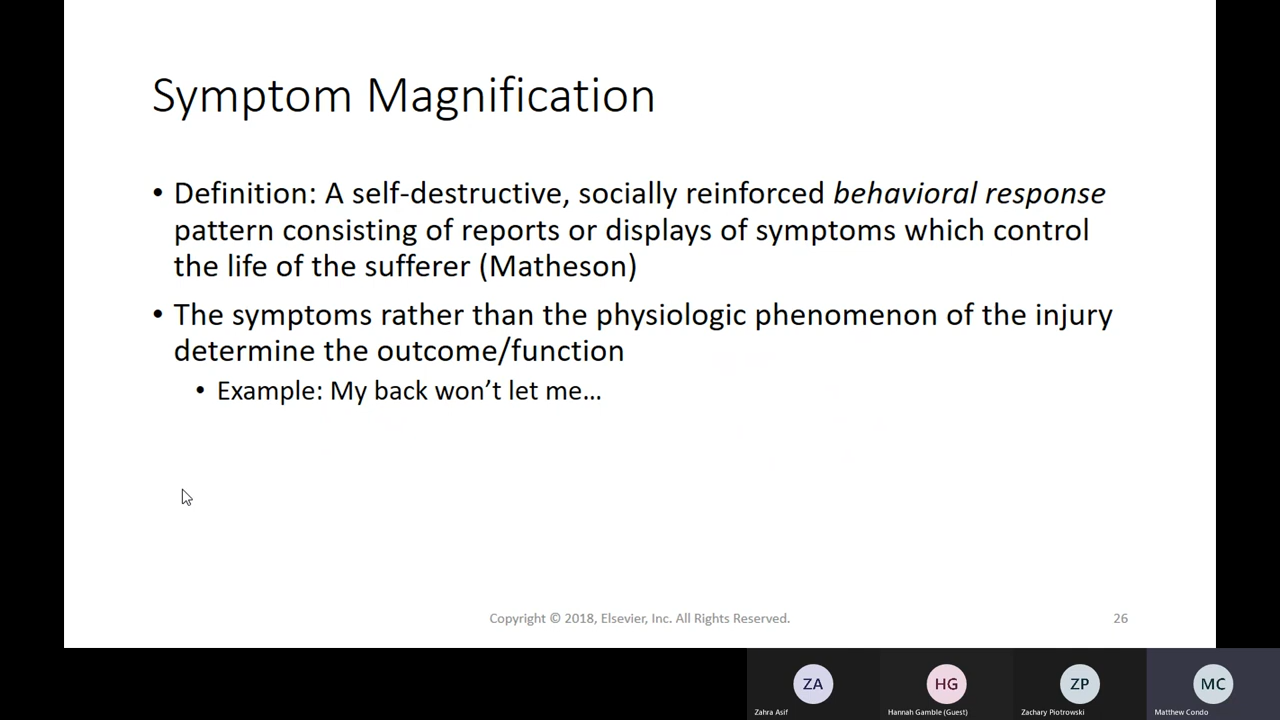 Symptom Magnification
• Definition: A self-destructive, socially reinforced behavioral response
pattern consisting of reports or displays of symptoms which control
the life of the sufferer (Matheson)
• The symptoms rather than the physiologic phenomenon of the injury
determine the outcome/function
• Example: My back won’t let me…
Copyright © 2018, Elsevier, Inc. All Rights Reserved.
26
ZA
HG
ZP
MC
Zahra Asif
Hannah Gamble (Guest)
Zachary Piotrowski
Matthew Condo